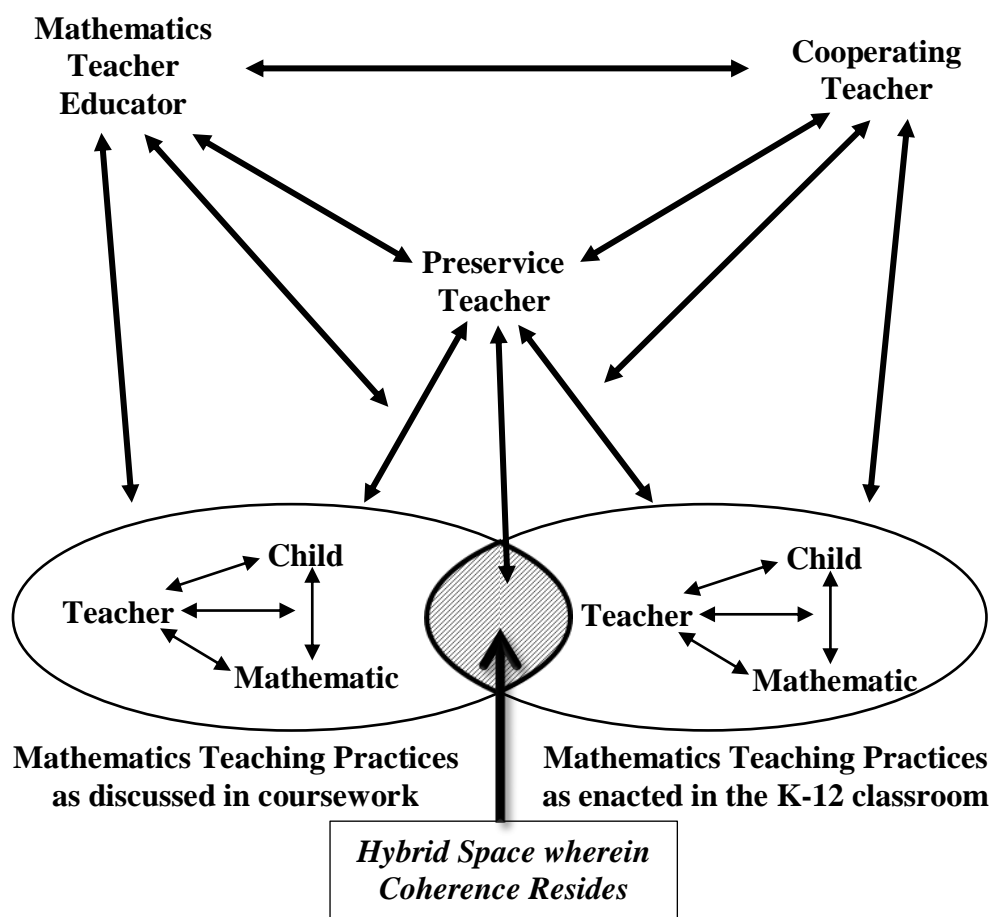 Mathematics
Teacher
Educator
Cooperating
Teacher
Preservice
Teacher
Child
Teacher
Mathematic
Child
Teacher
Mathematic
Mathematics Teaching Practices
as discussed in coursework
Mathematics Teaching Practices
as enacted in the K-12 classroom
Hybrid Space wherein
Coherence Resides